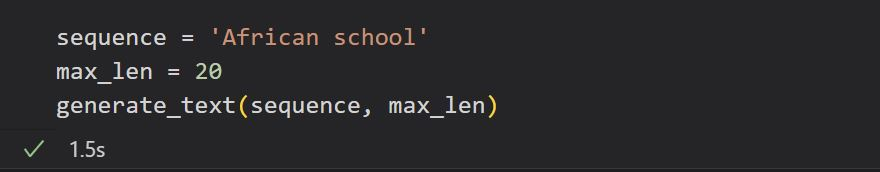 sequence = 'African school'
max_len = 20
generate_text(sequence, max_len)
1.5s